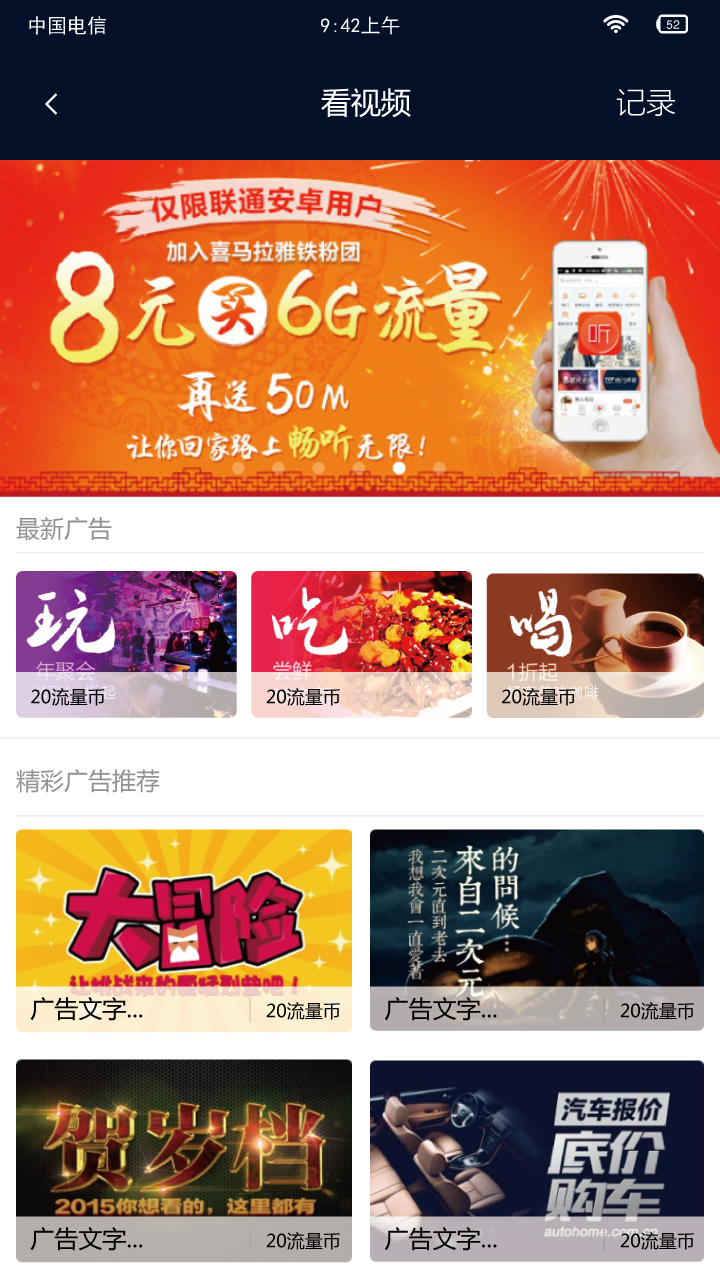 中国电信
9:42上午
52
看视频
记录
仅限联通安卓用户
加入喜马拉雅铁粉团
8元买6G流量
再送50M
让你回家路上畅听无限!
听
最新广告
玩
年聚会
20流量币
吃
尝鲜
20流量币
喝
1折起
20流量币
精彩广告推荐
大冒险
广告文字...
20流量币
的問候…
來自二次元
二次元直到老去
我想我會一直愛著
广告文字...
20流量币
贺岁档
2015你想看的，这里都有
广告文字...
20流量币
汽车报价
底价
购车
autohome.com.cn
广告文字...
20流量币